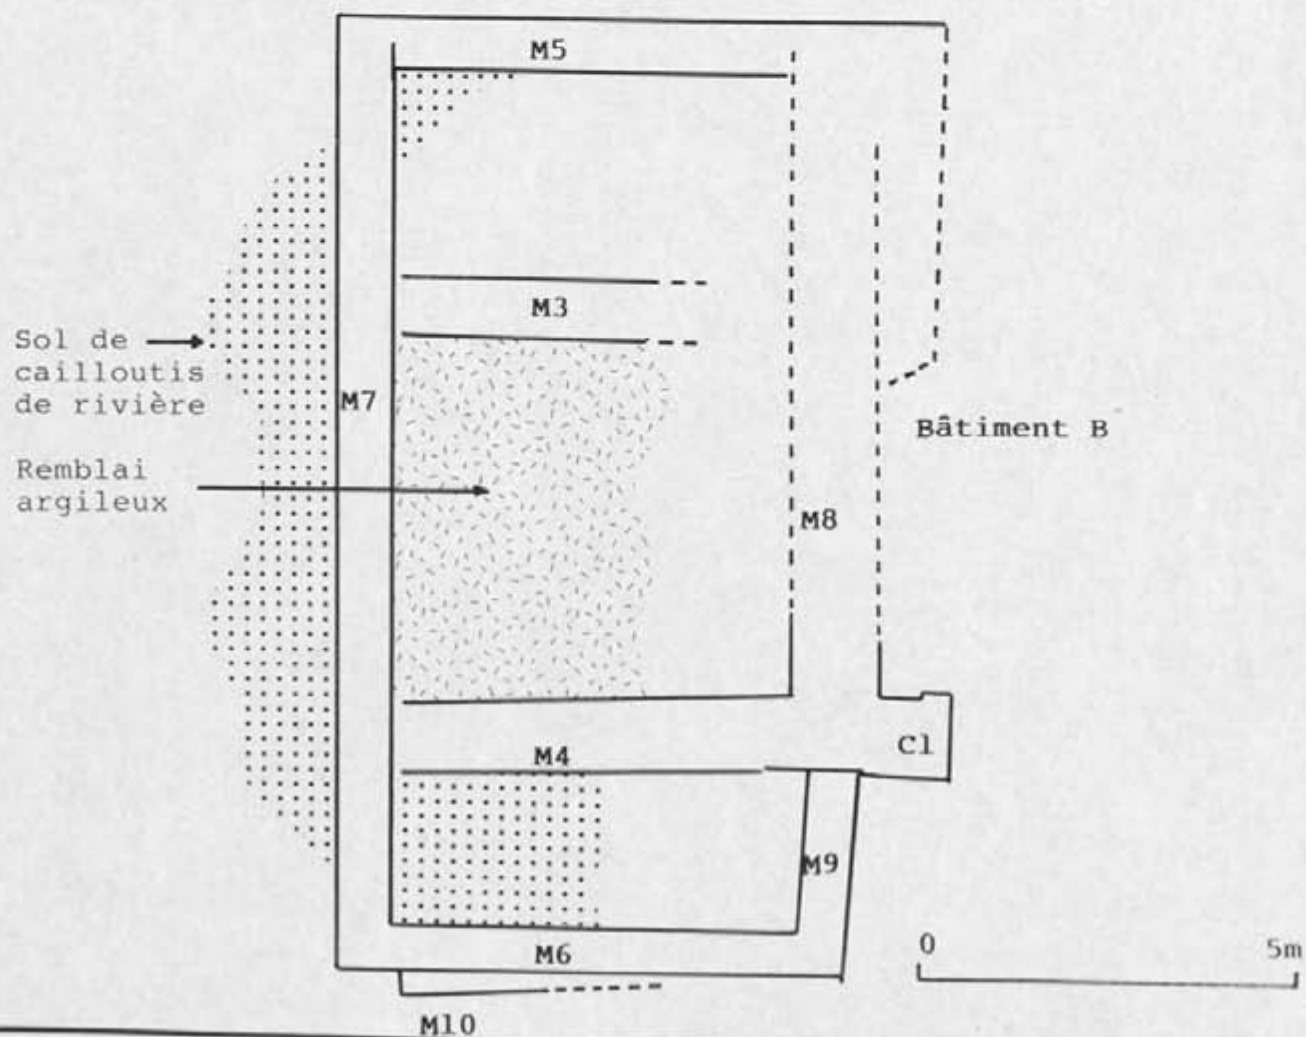 M5
M3
Sol de
cailloutis
de rivière
M7
Bâtiment B
Remblai
argileux
M8
C1
M4
M9
0 5m
M6
M10